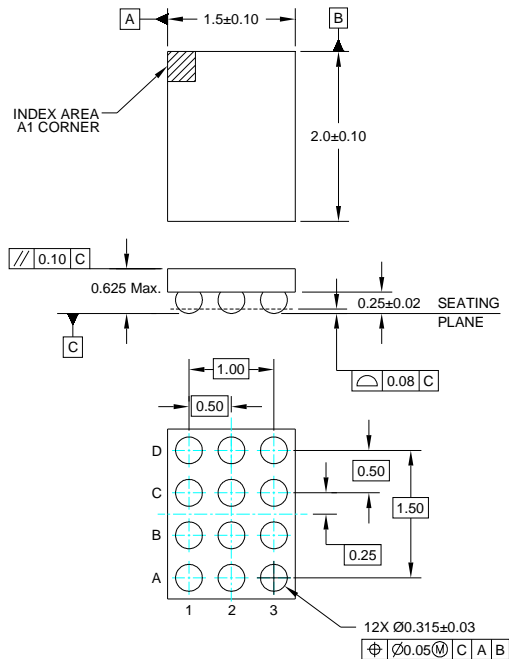 A
1.5±0.10
B
INDEX AREA
A1 CORNER
2.0±0.10
// 0.10 C
0.625 Max.
0.25±0.02
SEATING
PLANE
C
⌓ 0.08 C
1.00
0.50
D
C
B
A
0.50
1.50
0.25
1 2 3
12X Ø0.315±0.03
⌖ Ø0.05Ⓜ C A B